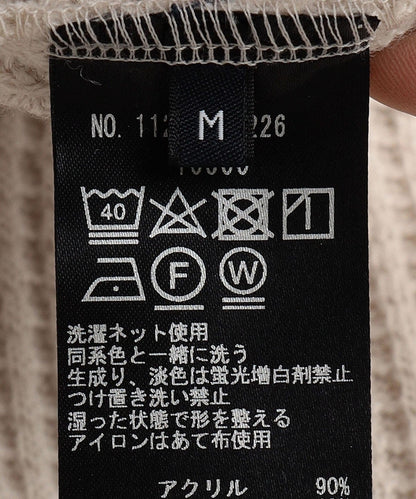 M
NO. 112 226
40
F
W
洗濯ネット使用
同系色と一緒に洗う
生成り、淡色は蛍光増白剤禁止
つけ置き洗い禁止
湿った状態で形を整える
アイロンはあて布使用
アクリル 90%